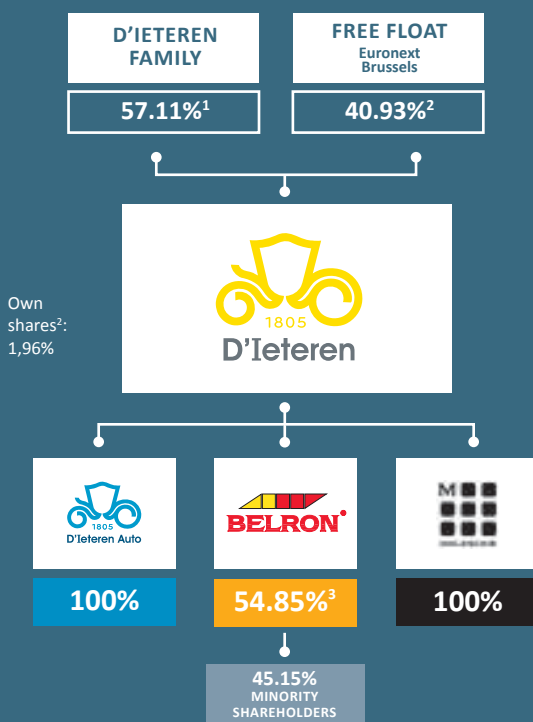 D'IETEREN
FAMILY
57.11%¹
FREE FLOAT
Euronext
Brussels
40.93%²
Own
shares²:
1,96%
1805
D'Ieteren
1805
D'Ieteren Auto
100%
BELRON
54.85%³
M
100%
45.15%
MINORITY
SHAREHOLDERS